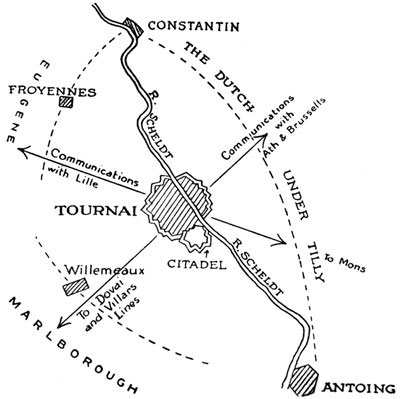 CONSTANTIN
THE DUTCH
UNDER
TILLY
EUGENE
FROYENNES
R. SCHELDT
Communications
with
Ath & Brussells
Communications
with Lille
TOURNAI
CITADEL
R. SCHELDT
To Mons
Willemeaux
To Dovai
and Villars
Lines
MARLBOROUGH
ANTOING